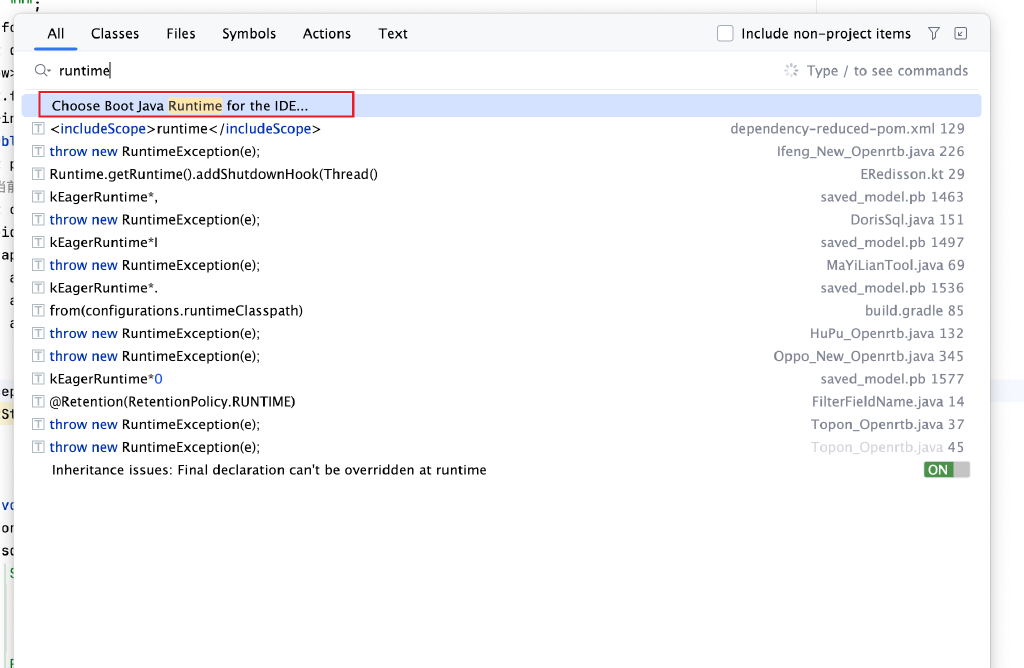 """;
All Classes Files Symbols Actions Text Include non-project items
runtime Type / to see commands
Choose Boot Java Runtime for the IDE...
<includeScope>runtime</includeScope> dependency-reduced-pom.xml 129
throw new RuntimeException(e); Ifeng_New_Openrtb.java 226
Runtime.getRuntime().addShutdownHook(Thread() ERedisson.kt 29
kEagerRuntime*, saved_model.pb 1463
throw new RuntimeException(e); DorisSql.java 151
kEagerRuntime*I saved_model.pb 1497
throw new RuntimeException(e); MaYiLianTool.java 69
kEagerRuntime*. saved_model.pb 1536
from(configurations.runtimeClasspath) build.gradle 85
throw new RuntimeException(e); HuPu_Openrtb.java 132
throw new RuntimeException(e); Oppo_New_Openrtb.java 345
kEagerRuntime*0 saved_model.pb 1577
@Retention(RetentionPolicy.RUNTIME) FilterFieldName.java 14
throw new RuntimeException(e); Topon_Openrtb.java 37
throw new RuntimeException(e); Topon_Openrtb.java 45
Inheritance issues: Final declaration can't be overridden at runtime ON